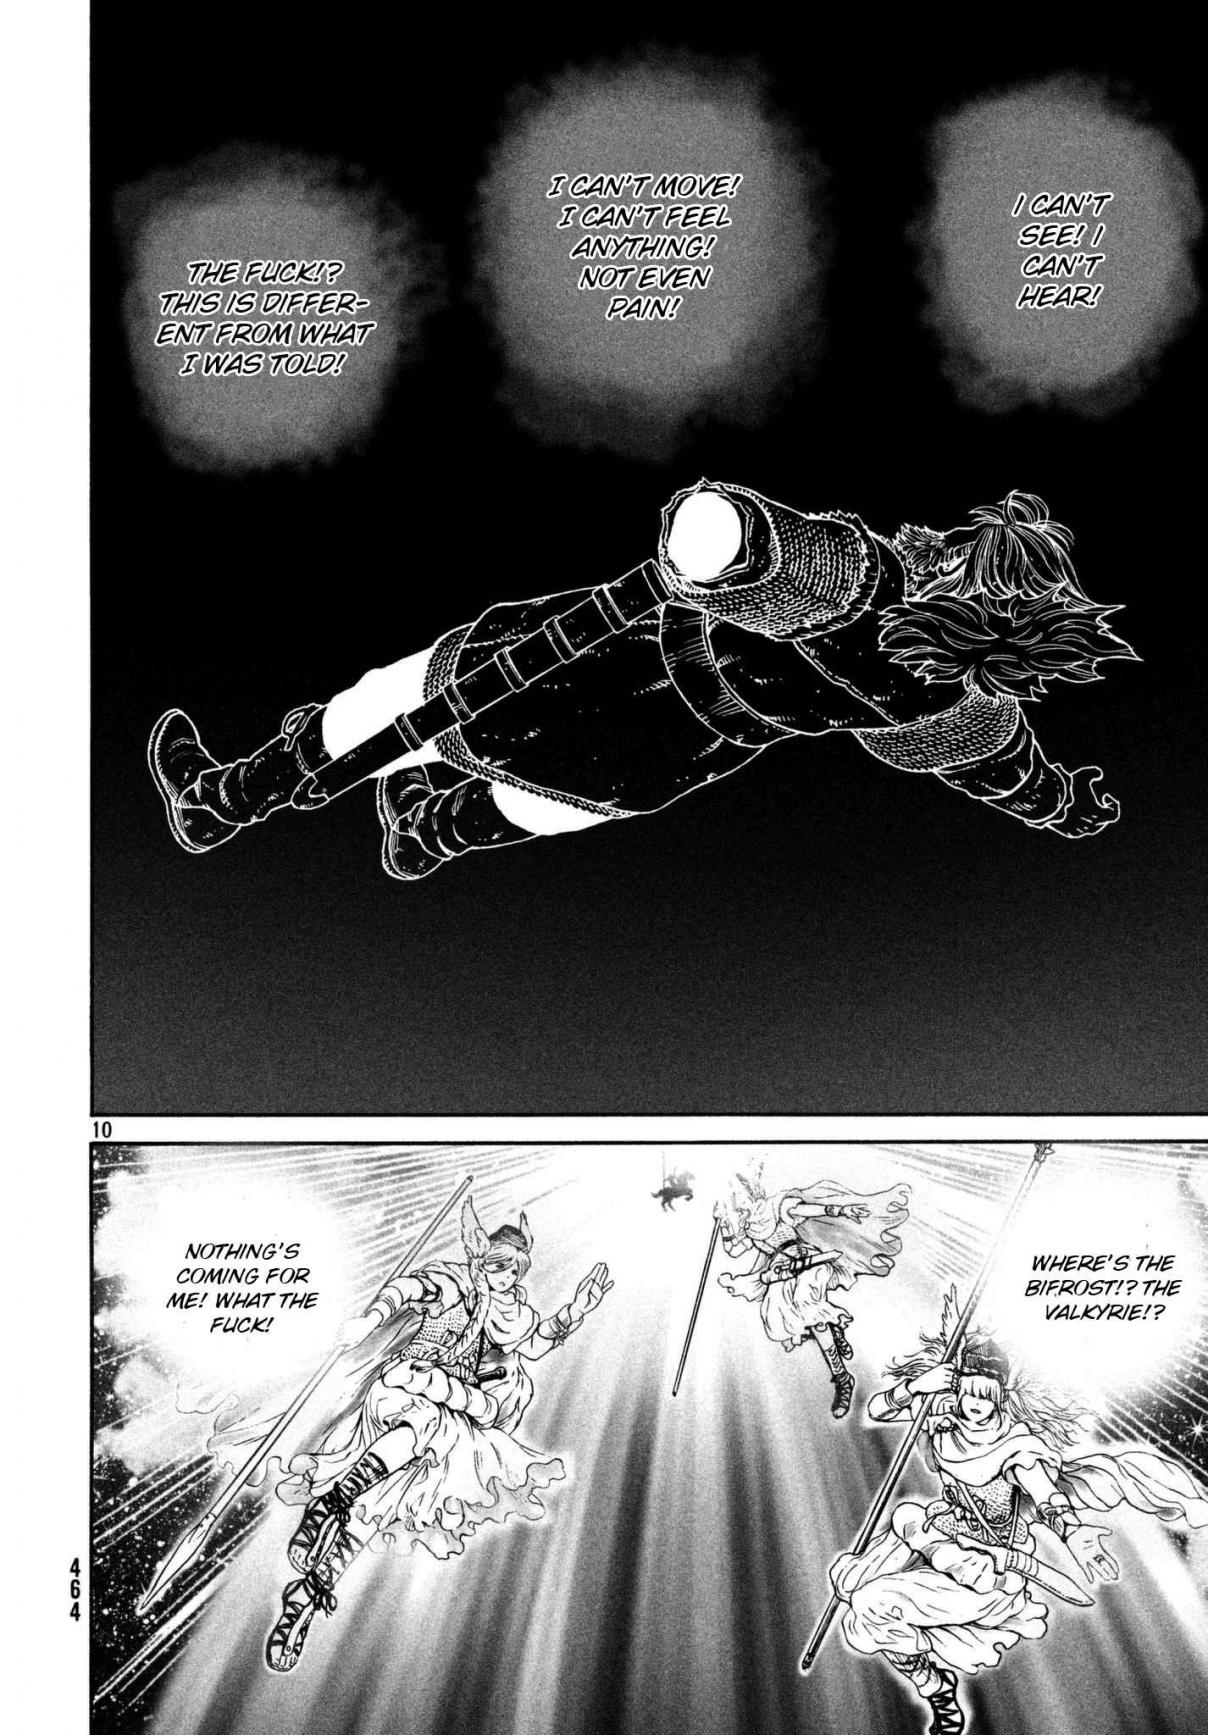 I CAN'T
SEE! I
CAN'T
HEAR!
I CAN'T MOVE!
I CAN'T FEEL
ANYTHING!
NOT EVEN
PAIN!
THE FUCK!?
THIS IS DIFFER-
ENT FROM WHAT
I WAS TOLD!
10
WHERE'S THE
BIFROST!? THE
VALKYRIE!?
NOTHING'S
COMING FOR
ME! WHAT THE
FUCK!
464